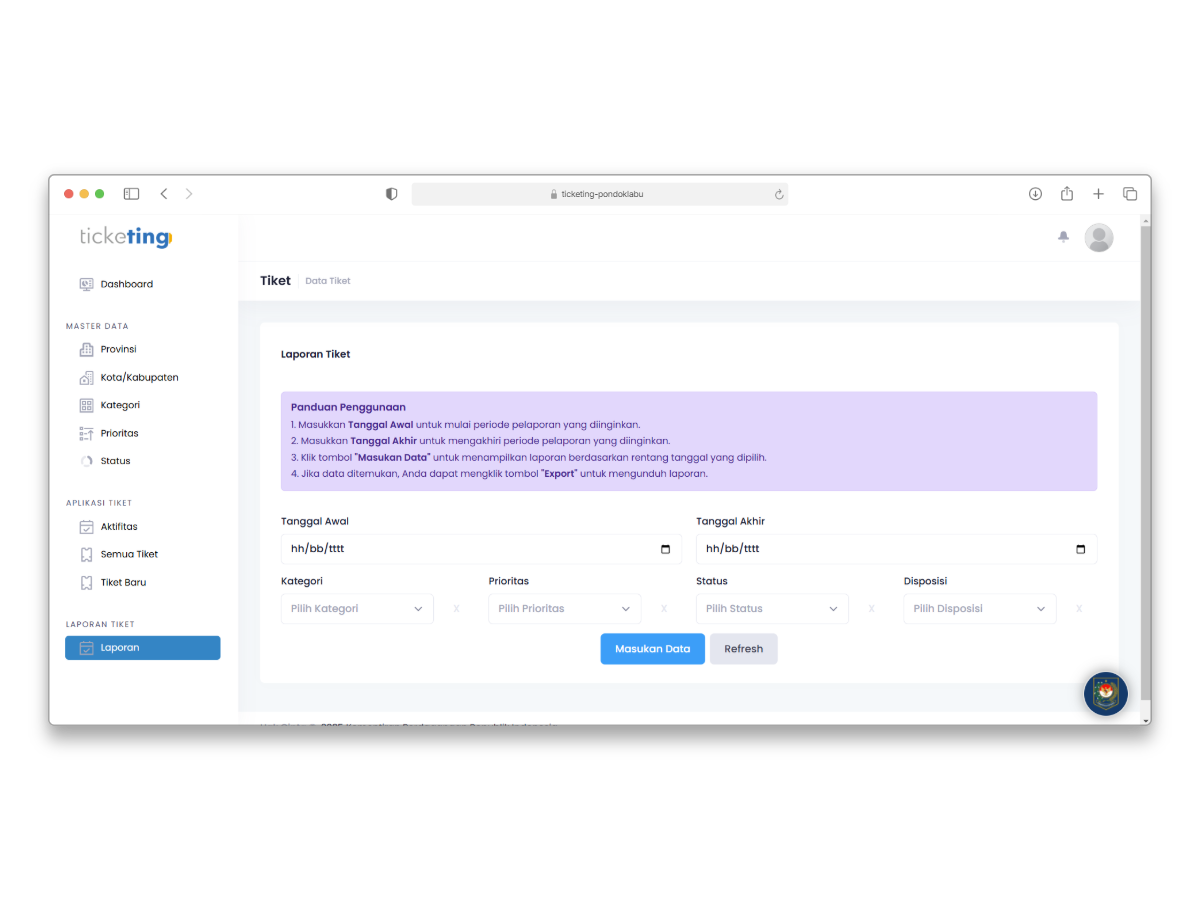 ticketing-pondoklabu
ticketing
Dashboard
MASTER DATA
Provinsi
Kota/Kabupaten
Kategori
Prioritas
Status
APLIKASI TIKET
Aktifitas
Semua Tiket
Tiket Baru
LAPORAN TIKET
Laporan
Tiket
Data Tiket
Laporan Tiket
Panduan Penggunaan
1. Masukkan Tanggal Awal untuk mulai periode pelaporan yang diinginkan.
2. Masukkan Tanggal Akhir untuk mengakhiri periode pelaporan yang diinginkan.
3. Klik tombol "Masukan Data" untuk menampilkan laporan berdasarkan rentang tanggal yang dipilih.
4. Jika data ditemukan, Anda dapat mengklik tombol "Export" untuk mengunduh laporan.
Tanggal Awal
Tanggal Akhir
hh/bb/tttt
hh/bb/tttt
Kategori
Prioritas
Status
Disposisi
Pilih Kategori
X
Pilih Prioritas
X
Pilih Status
X
Pilih Disposisi
X
Masukan Data
Refresh